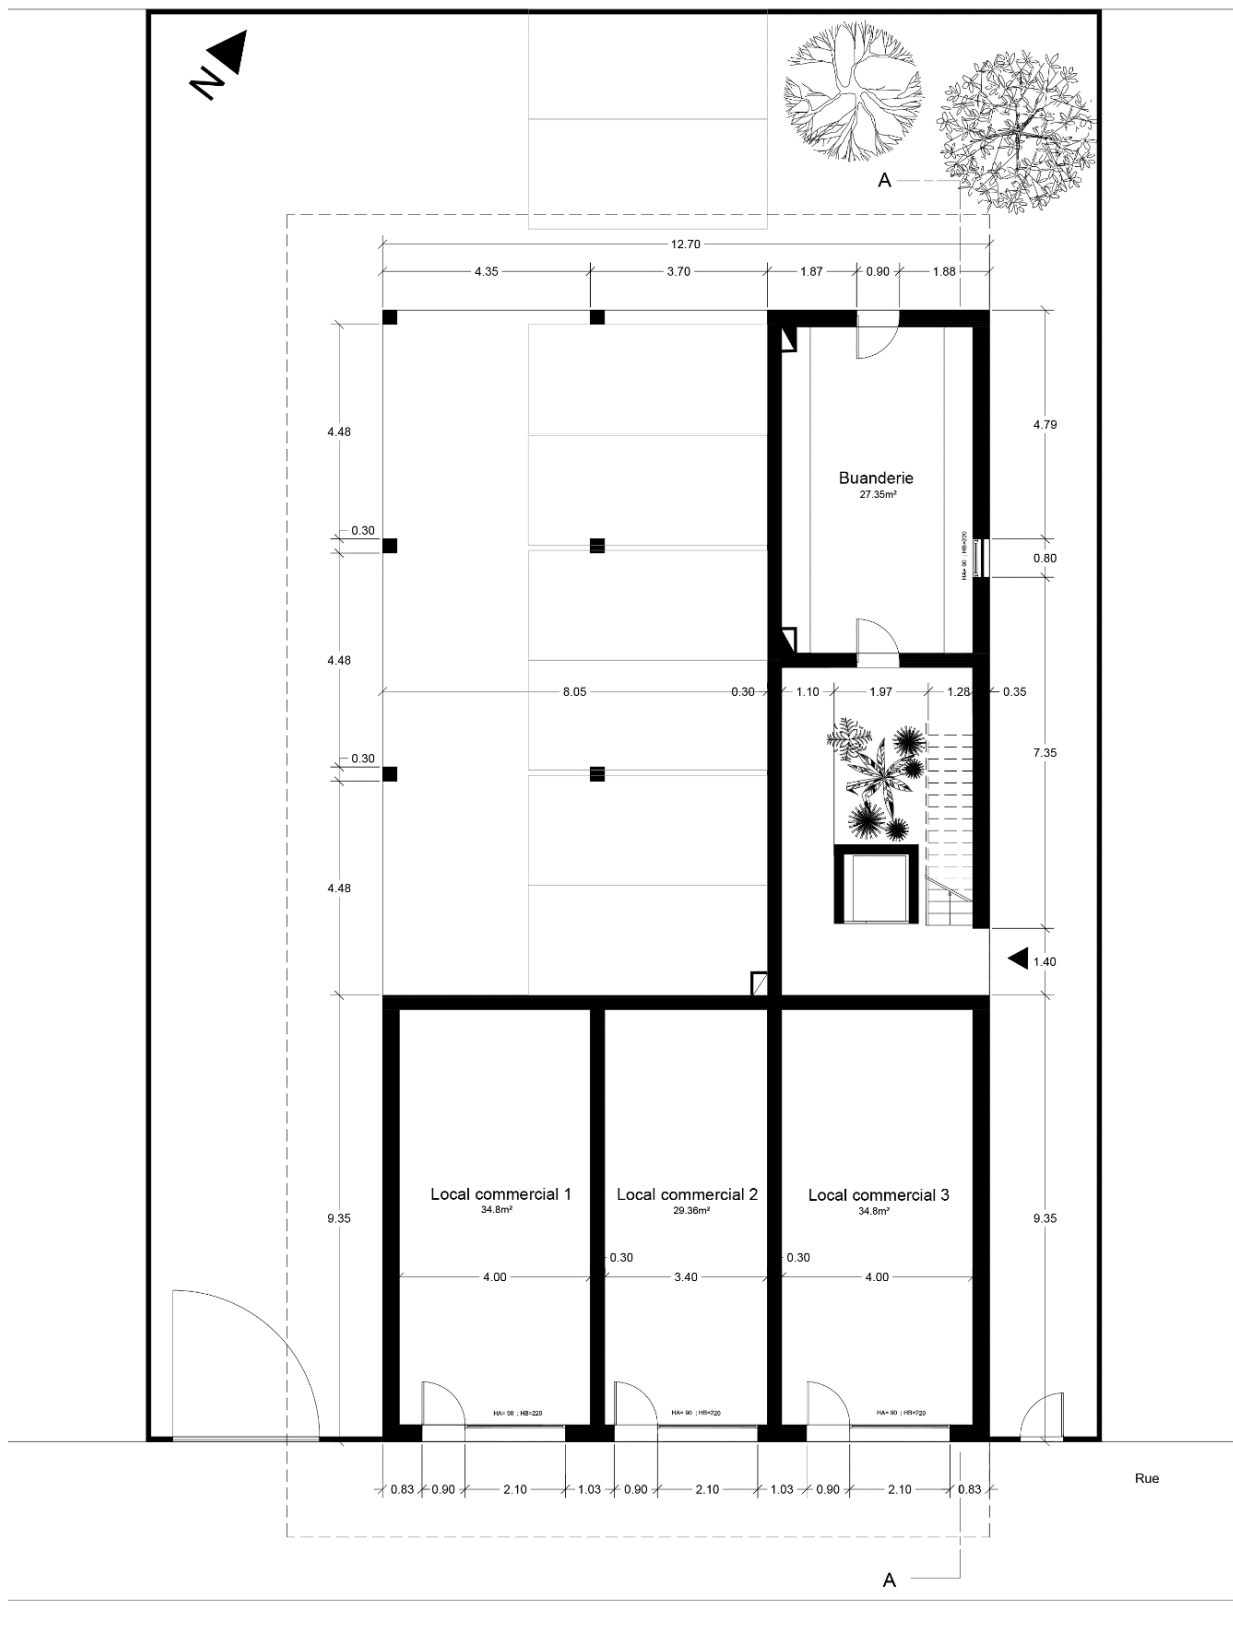 N
A
12.70
4.35
3.70
1.87
0.90
1.88
4.48
4.79
Buanderie
27.35m²
0.30
HA= 90 ; HB=220
0.80
4.48
8.05
0.30
1.10
1.97
1.28
0.35
0.30
7.35
4.48
1.40
Local commercial 1
34.8m²
Local commercial 2
29.36m²
Local commercial 3
34.8m²
9.35
9.35
0.30
0.30
4.00
3.40
4.00
HA= 90 ; HB=220
HA= 90 ; HB=220
HA= 90 ; HB=220
Rue
0.83
0.90
2.10
1.03
0.90
2.10
1.03
0.90
2.10
0.83
A